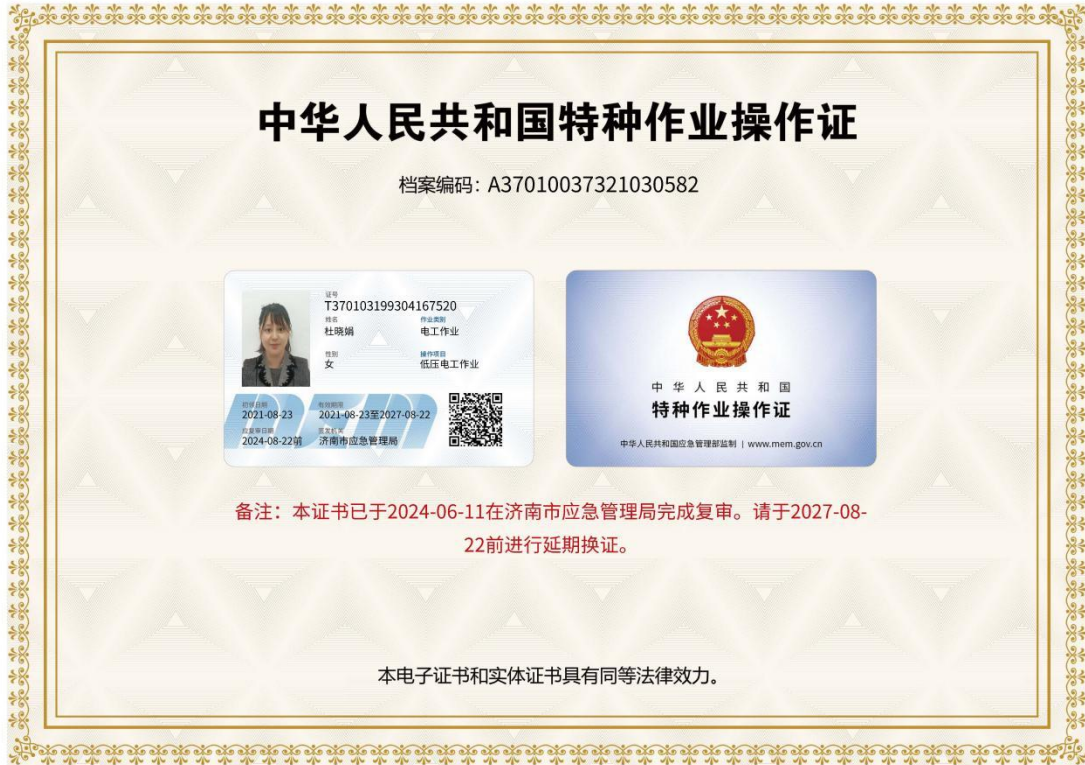 中华人民共和国特种作业操作证
档案编码：A37010037321030582
证号
T370103199304167520
姓名
杜晓娟
作业类别
电工作业
性别
女
操作项目
低压电工作业
初领日期
2021-08-23
有效期限
2021-08-23至2027-08-22
应复审日期
2024-08-22前
签发机关
济南市应急管理局
中华人民共和国
特种作业操作证
中华人民共和国应急管理部监制 | www.mem.gov.cn
备注：本证书已于2024-06-11在济南市应急管理局完成复审。请于2027-08-
22前进行延期换证。
本电子证书和实体证书具有同等法律效力。